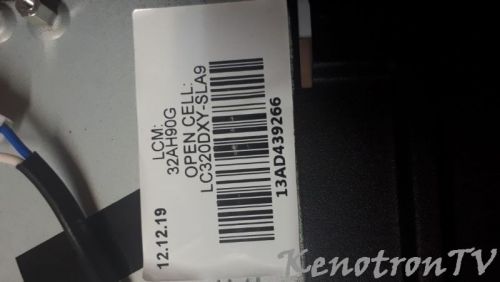 LCM:
32AH90G
OPEN CELL:
LC320DXY-SLA9
13AD439266
12.12.19
KenotronTV